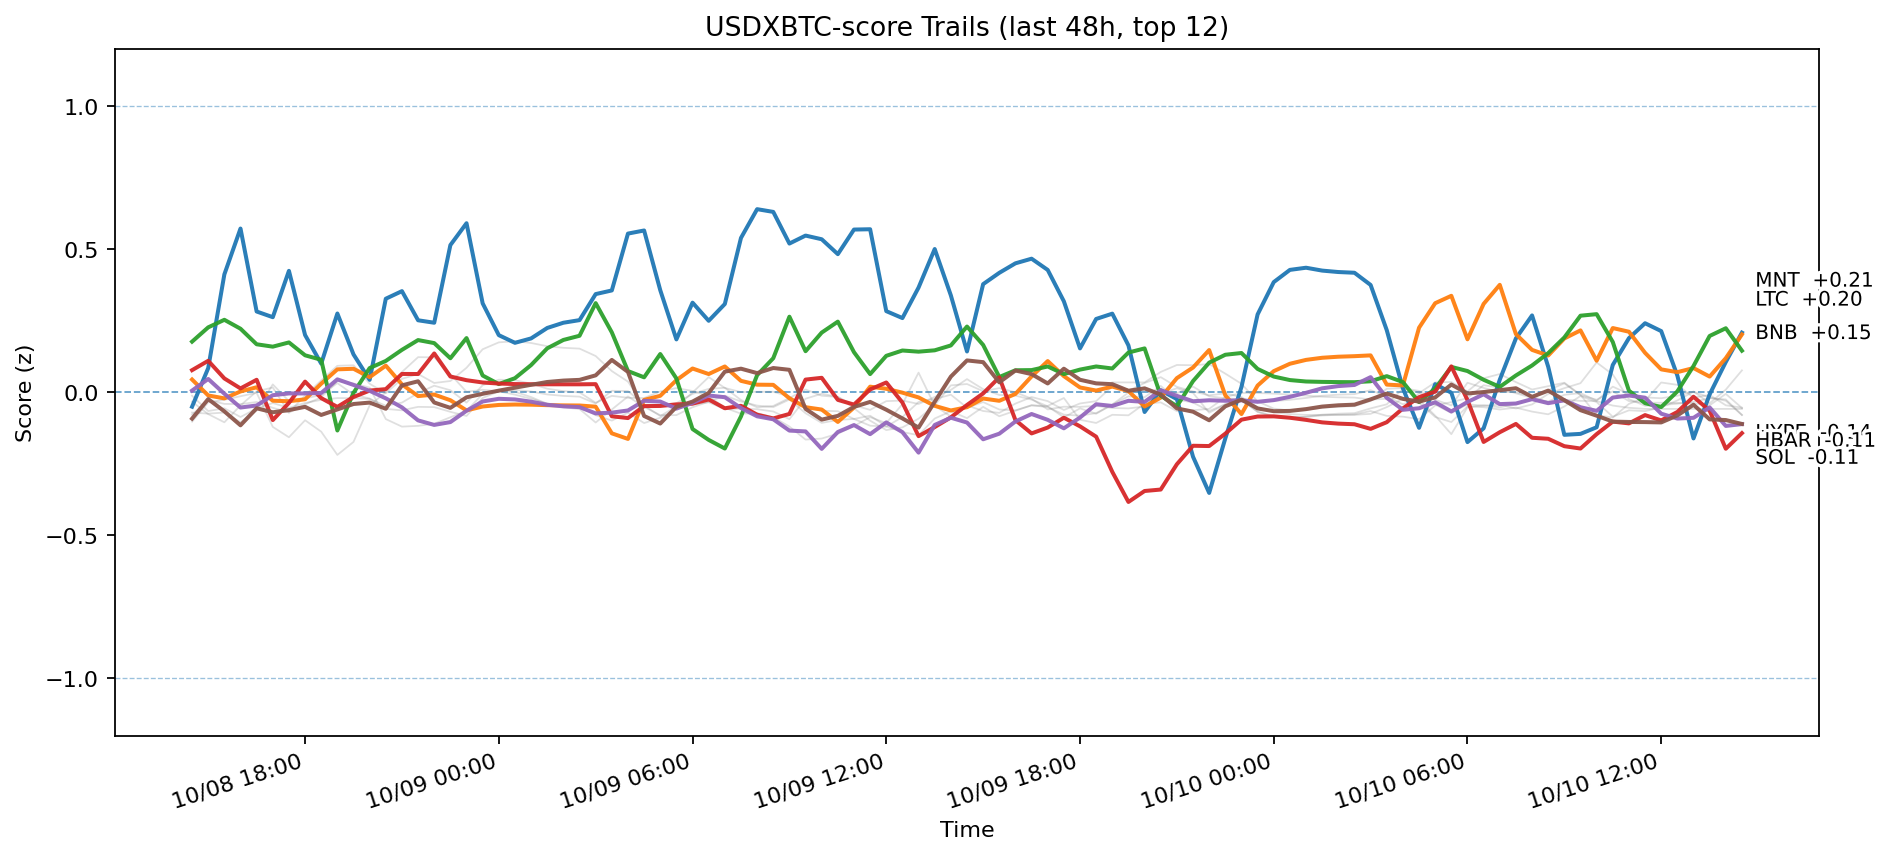 USDXBTC-score Trails (last 48h, top 12)
Score (z)
1.0
0.5
0.0
−0.5
−1.0
MNT +0.21
LTC +0.20
BNB +0.15
HYPE -0.14
HBAR -0.11
SOL -0.11
10/08 18:00
10/09 00:00
10/09 06:00
10/09 12:00
10/09 18:00
10/10 00:00
10/10 06:00
10/10 12:00
Time